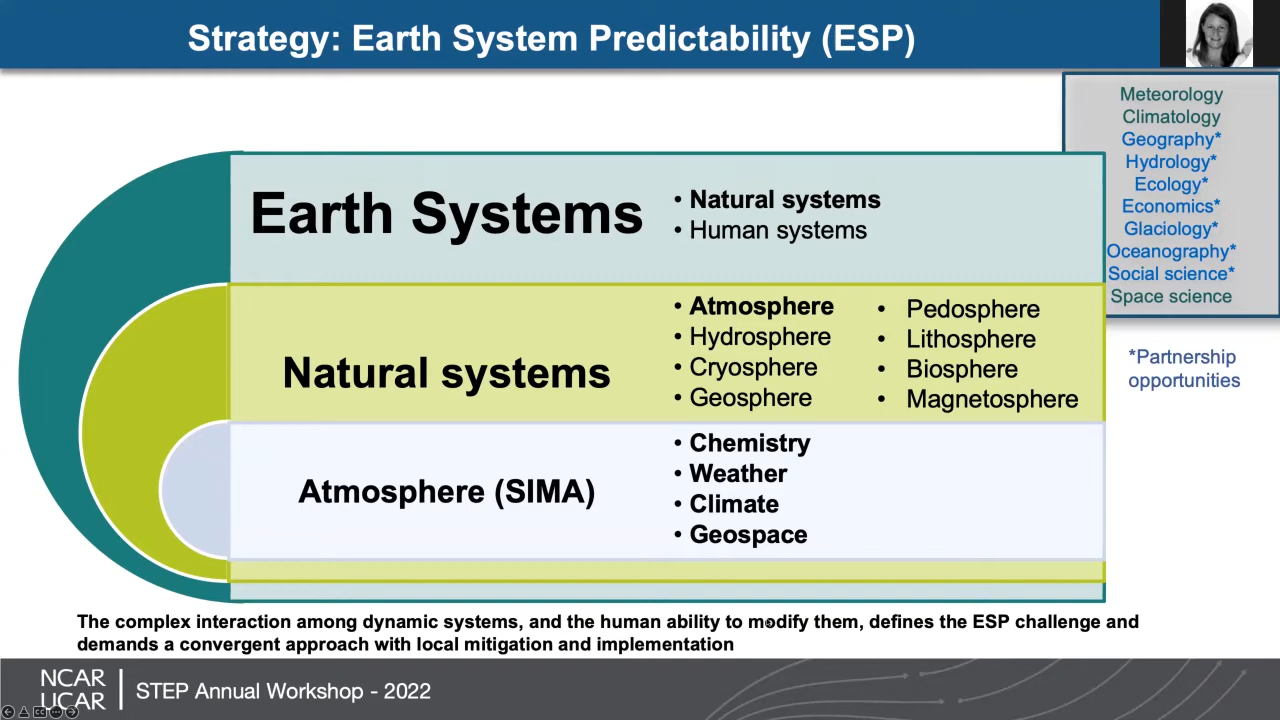 Strategy: Earth System Predictability (ESP)
Meteorology
Climatology
Geography*
Hydrology*
Ecology*
Economics*
Glaciology*
Oceanography*
Social science*
Space science
*Partnership
opportunities
Earth Systems
• Natural systems
• Human systems
Natural systems
• Atmosphere
• Hydrosphere
• Cryosphere
• Geosphere
• Pedosphere
• Lithosphere
• Biosphere
• Magnetosphere
Atmosphere (SIMA)
• Chemistry
• Weather
• Climate
• Geospace
The complex interaction among dynamic systems, and the human ability to modify them, defines the ESP challenge and
demands a convergent approach with local mitigation and implementation
NCAR
UCAR
STEP Annual Workshop - 2022